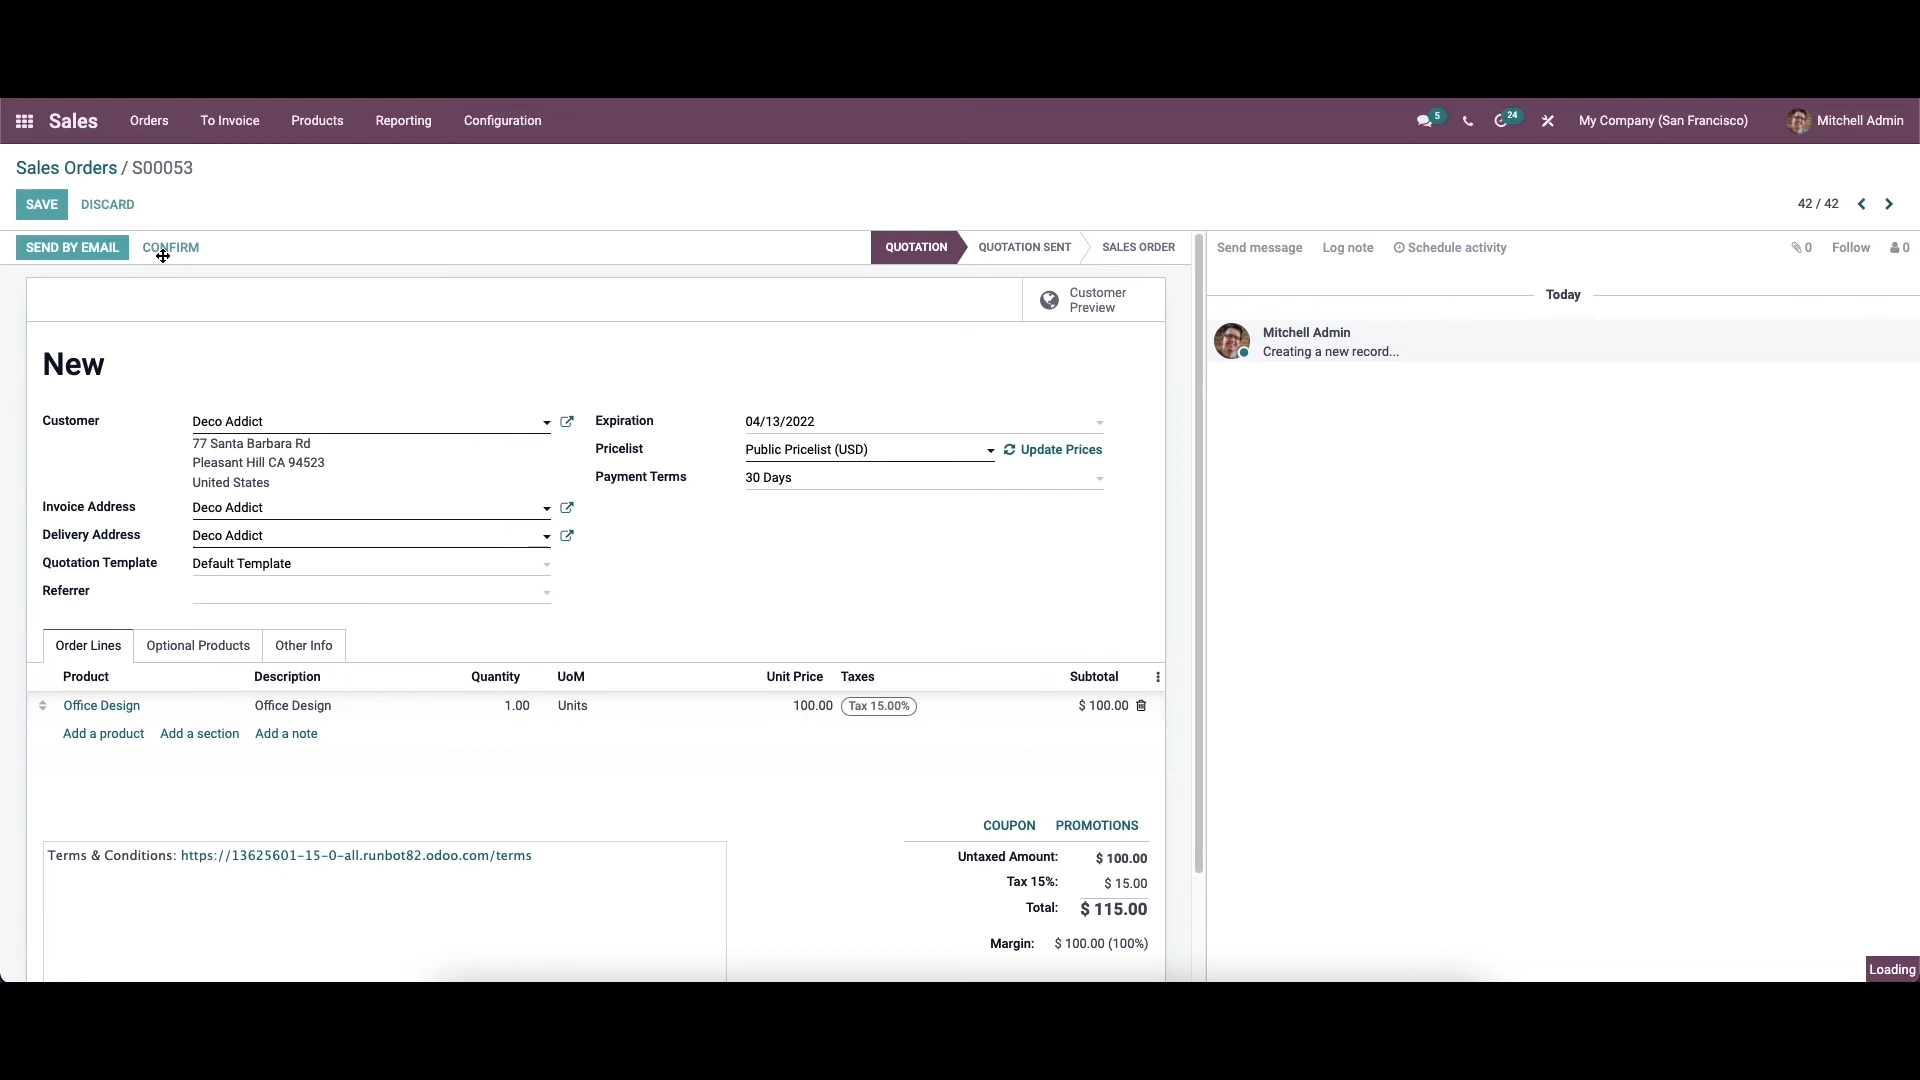 Sales Orders To Invoice Products Reporting Configuration 5 24 My Company (San Francisco) Mitchell Admin
Sales Orders / S00053
SAVE DISCARD 42 / 42
SEND BY EMAIL CONFIRM QUOTATION QUOTATION SENT SALES ORDER Send message Log note Schedule activity 0 Follow 0
Customer
Preview
Today
Mitchell Admin
Creating a new record...
New
Customer Deco Addict Expiration 04/13/2022
77 Santa Barbara Rd
Pricelist Public Pricelist (USD) Update Prices
Pleasant Hill CA 94523
Payment Terms 30 Days
United States
Invoice Address Deco Addict
Delivery Address Deco Addict
Quotation Template Default Template
Referrer
Order Lines Optional Products Other Info
Product Description Quantity UoM Unit Price Taxes Subtotal
Office Design Office Design 1.00 Units 100.00 Tax 15.00% $ 100.00
Add a product Add a section Add a note
COUPON PROMOTIONS
Terms & Conditions: https://13625601-15-0-all.runbot82.odoo.com/terms
Untaxed Amount: $ 100.00
Tax 15%: $ 15.00
Total: $ 115.00
Margin: $ 100.00 (100%)
Loading